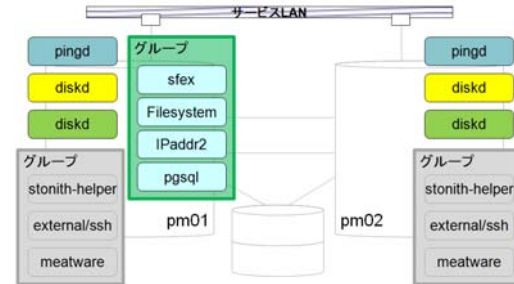 サービスLAN
pingd
diskd
diskd
グループ
stonith-helper
external/ssh
meatware
グループ
sfex
Filesystem
IPaddr2
pgsql
pm01
pm02
pingd
diskd
diskd
グループ
stonith-helper
external/ssh
meatware